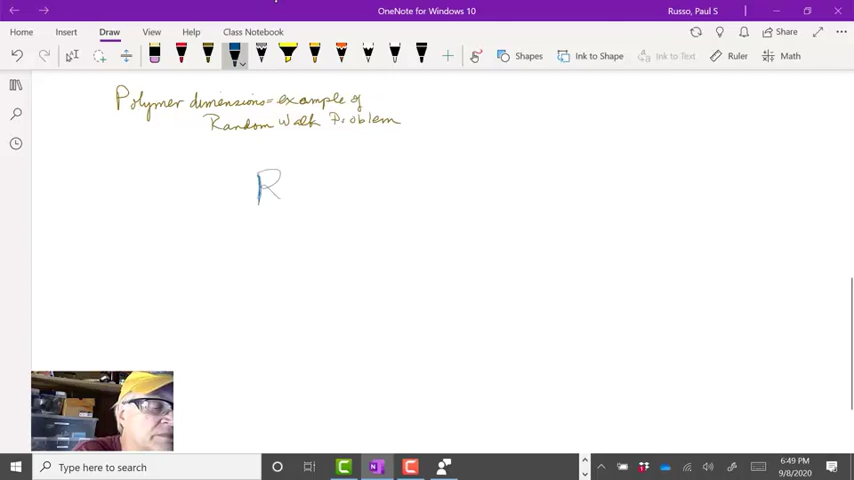 OneNote for Windows 10
Russo, Paul S
Home Insert Draw View Help Class Notebook
Share
Shapes Ink to Shape Ink to Text Ruler Math
Polymer dimensions = example of
Random Walk Problem
R
Type here to search
6:49 PM
9/8/2020